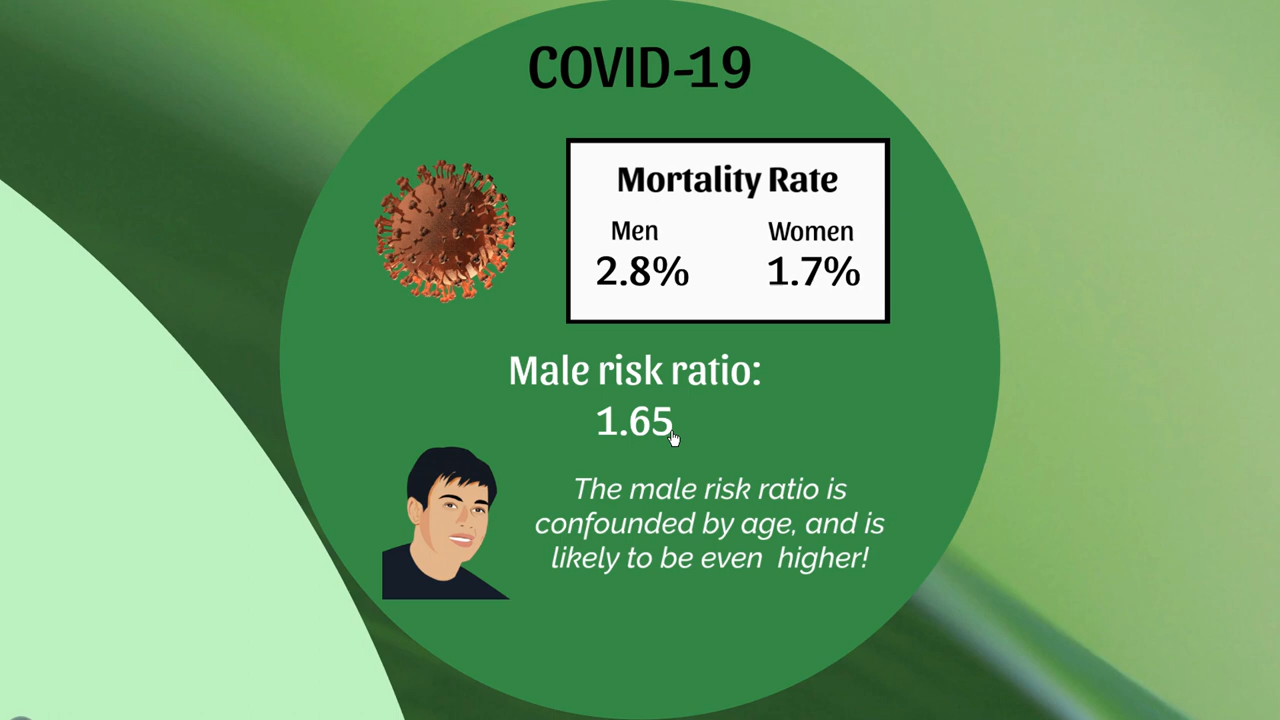 COVID-19
Mortality Rate
Men Women
2.8% 1.7%
Male risk ratio:
1.65
The male risk ratio is
confounded by age, and is
likely to be even higher!